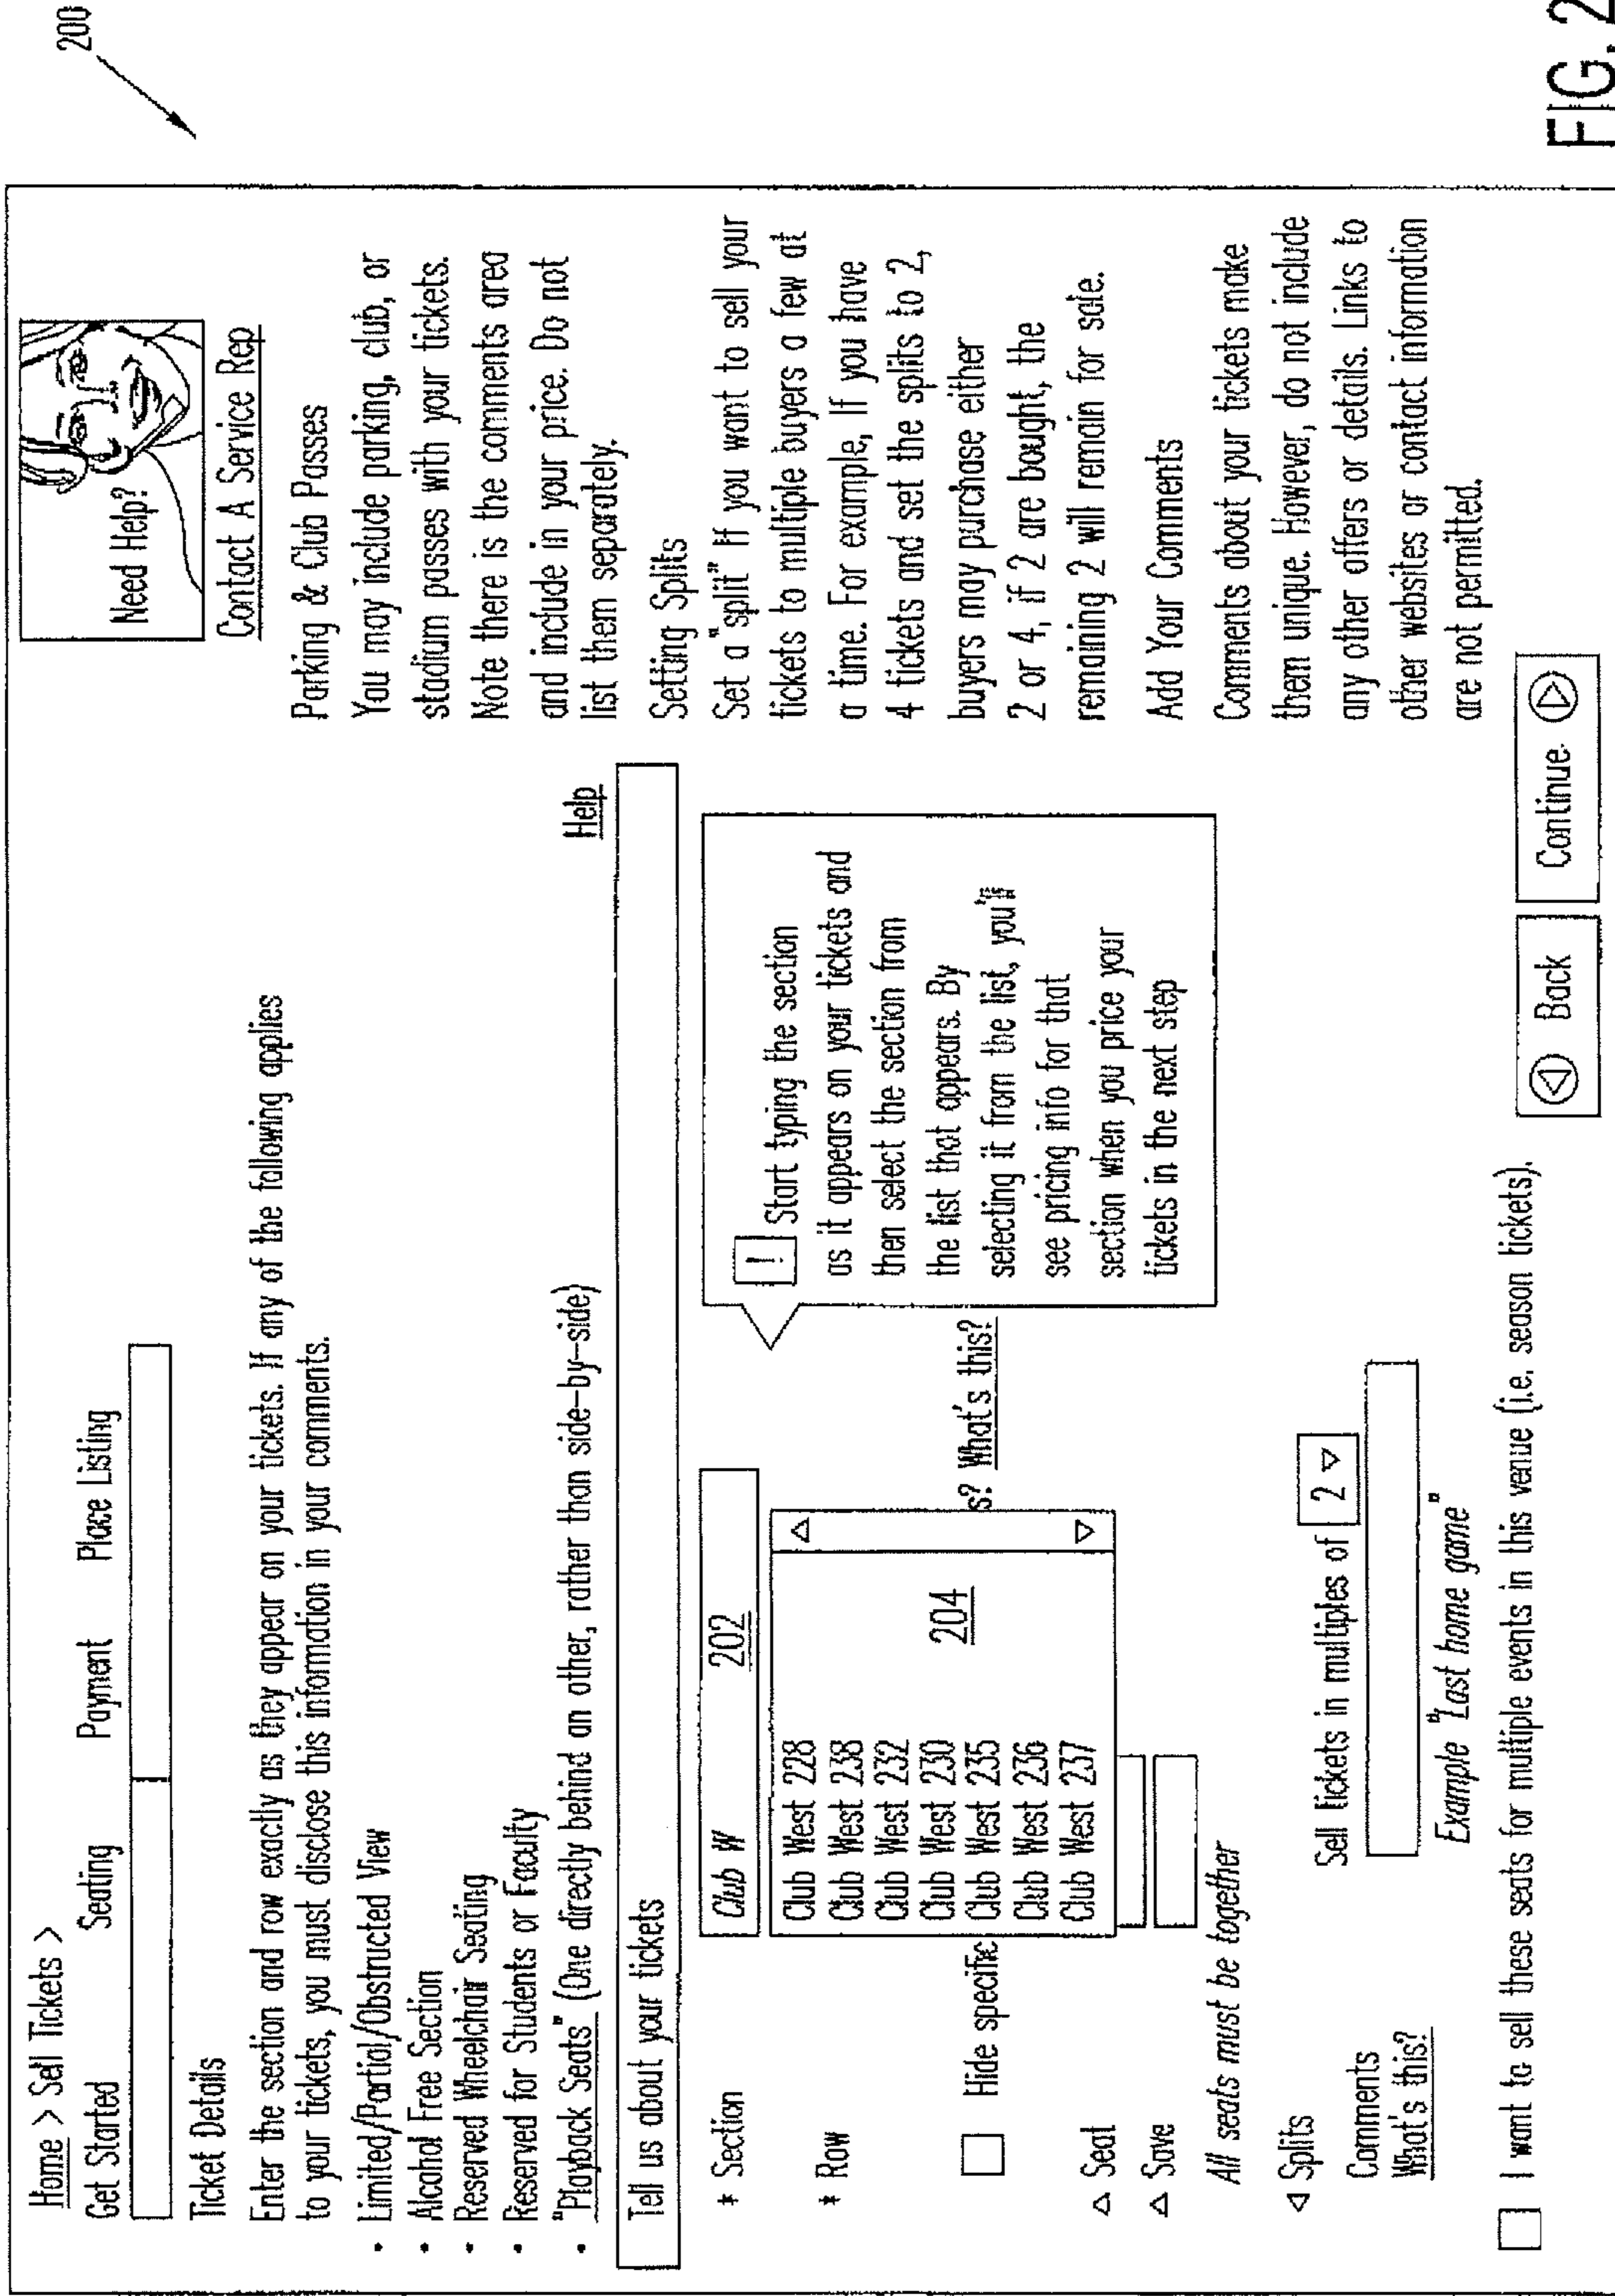 200
Home > Sell Tickets >
Get Started Seating Payment Place Listing
Ticket Details
Enter the section and row exactly as they appear on your tickets. If any of the following applies
to your tickets, you must disclose this information in your comments.
• Limited/Partial/Obstructed View
• Alcohol Free Section
• Reserved Wheelchair Seating
• Reserved for Students or Faculty
• "Playback Seats" (One directly behind an other, rather than side-by-side)
Help
Tell us about your tickets
* Section
Club W 202
* Row
Club West 228
Club West 238
Club West 232
Club West 230
Club West 235
Club West 236
Club West 237
204
Hide specific
s? What's this?
! Start typing the section
as it appears on your tickets and
then select the section from
the list that appears. By
selecting it from the list, you'll
see pricing info for that
section when you price your
tickets in the next step
△ Seat
△ Save
All seats must be together
◁ Splits
Sell tickets in multiples of 2 ▽
Comments
What's this?
Example "Last home game"
I want to sell these seats for multiple events in this venue (i.e. season tickets).
Back
Continue
Need Help?
Contact A Service Rep
Parking & Club Passes
You may include parking, club, or
stadium passes with your tickets.
Note there is the comments area
and include in your price. Do not
list them separately.
Setting Splits
Set a "split" If you want to sell your
tickets to multiple buyers a few at
a time. For example, If you have
4 tickets and set the splits to 2,
buyers may purchase either
2 or 4, if 2 are bought, the
remaining 2 will remain for sale.
Add Your Comments
Comments about your tickets make
them unique. However, do not include
any other offers or details. Links to
other websites or contact information
are not permitted.
FIG. 2